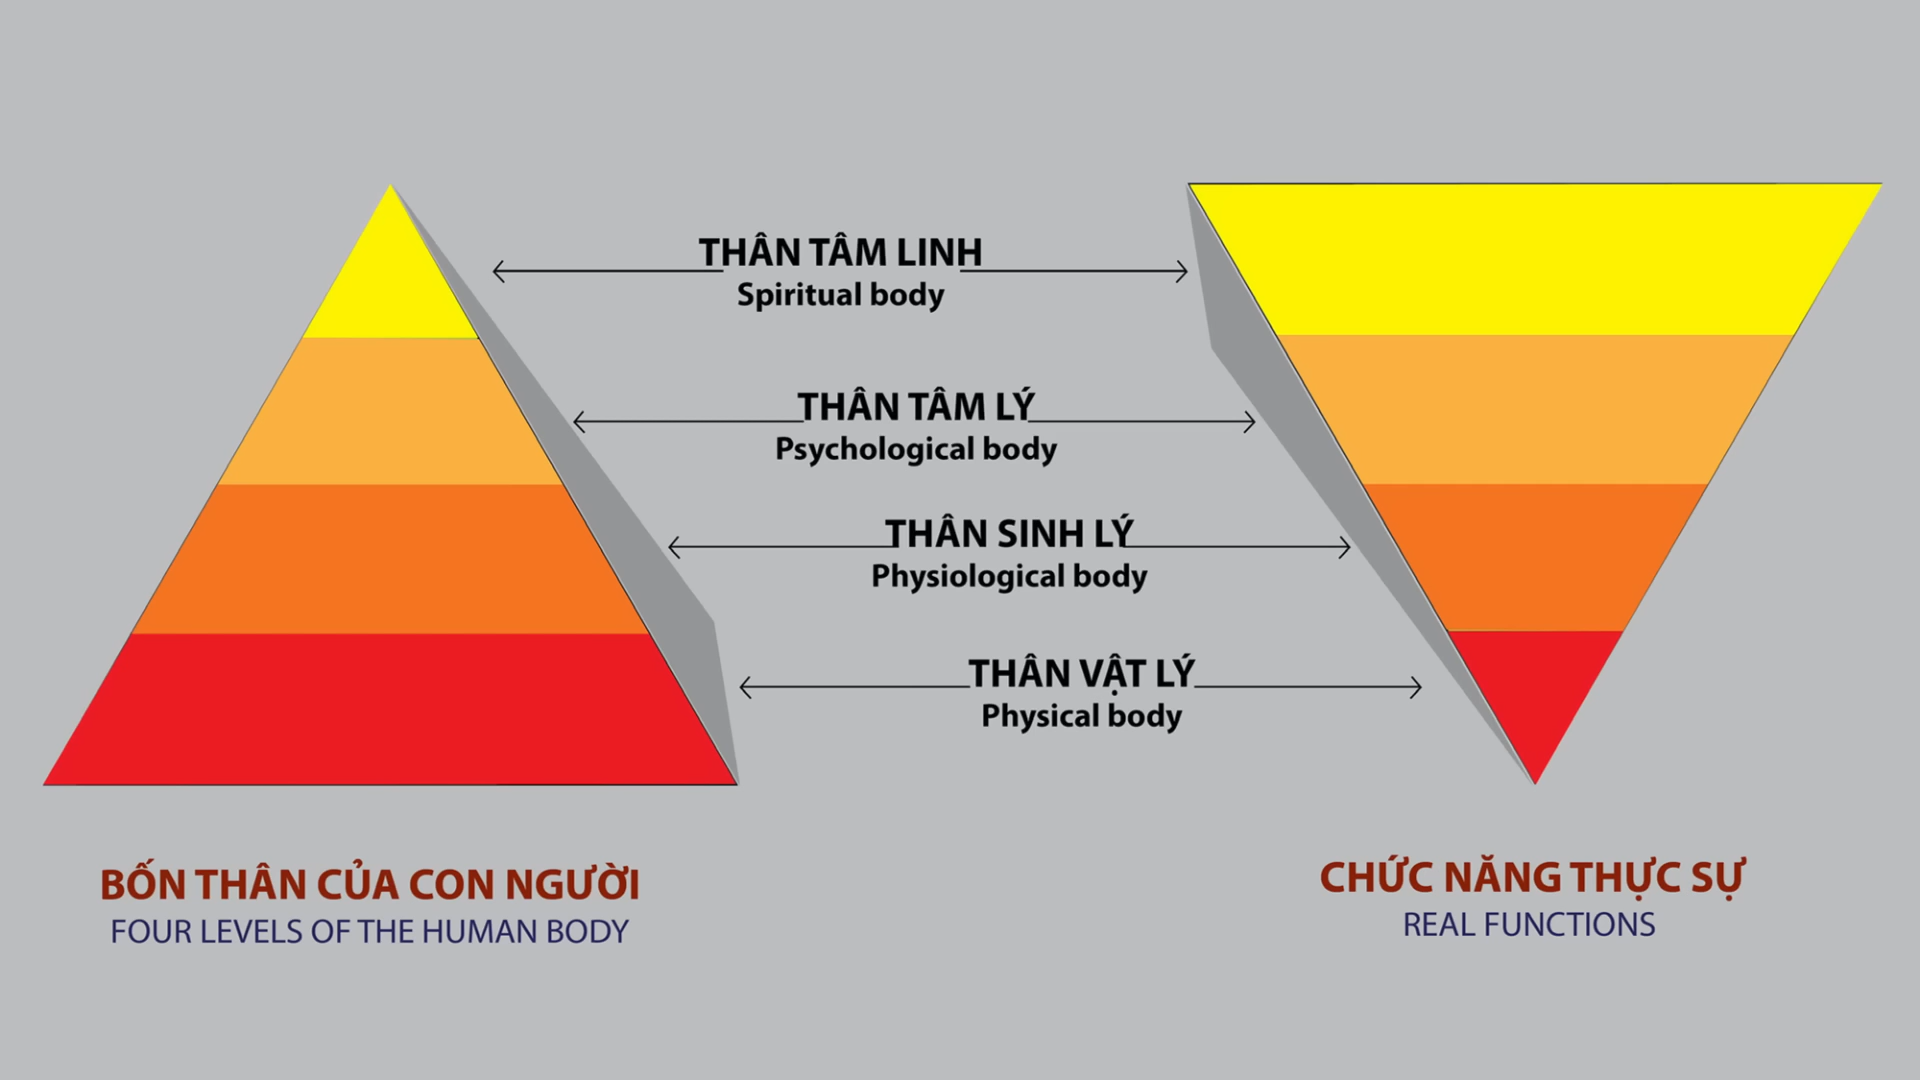 THÂN TÂM LINH
Spiritual body
THÂN TÂM LÝ
Psychological body
THÂN SINH LÝ
Physiological body
THÂN VẬT LÝ
Physical body
BỐN THÂN CỦA CON NGƯỜI
FOUR LEVELS OF THE HUMAN BODY
CHỨC NĂNG THỰC SỰ
REAL FUNCTIONS